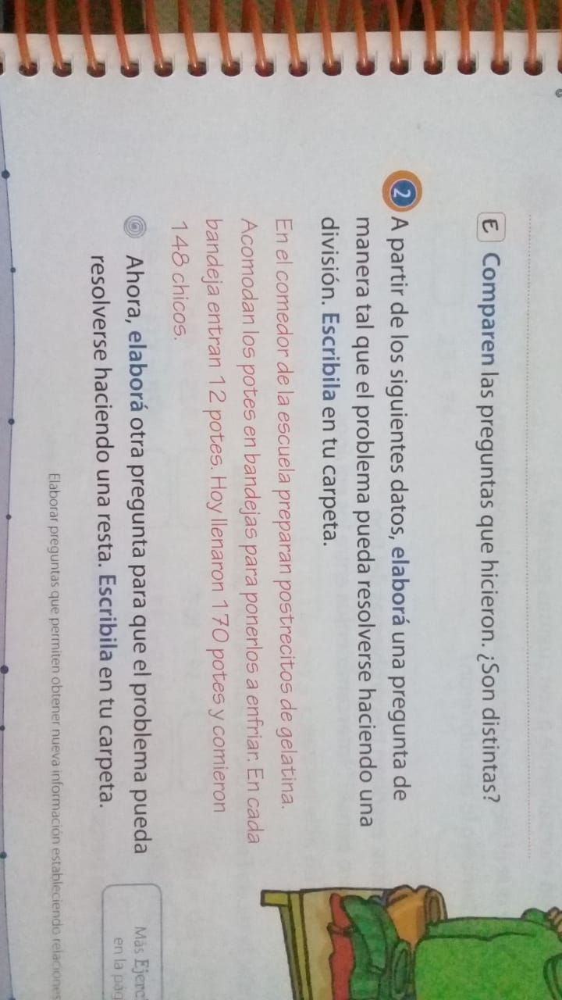 E Comparen las preguntas que hicieron. ¿Son distintas?
2 A partir de los siguientes datos, elaborá una pregunta de
manera tal que el problema pueda resolverse haciendo una
división. Escribila en tu carpeta.
En el comedor de la escuela preparan postrecitos de gelatina.
Acomodan los potes en bandejas para ponerlos a enfriar. En cada
bandeja entran 12 potes. Hoy llenaron 170 potes y comieron
148 chicos.
Ahora, elaborá otra pregunta para que el problema pueda
resolverse haciendo una resta. Escribila en tu carpeta.
Más Ejerc
en la pág
Elaborar preguntas que permiten obtener nueva información estableciendo relaciones